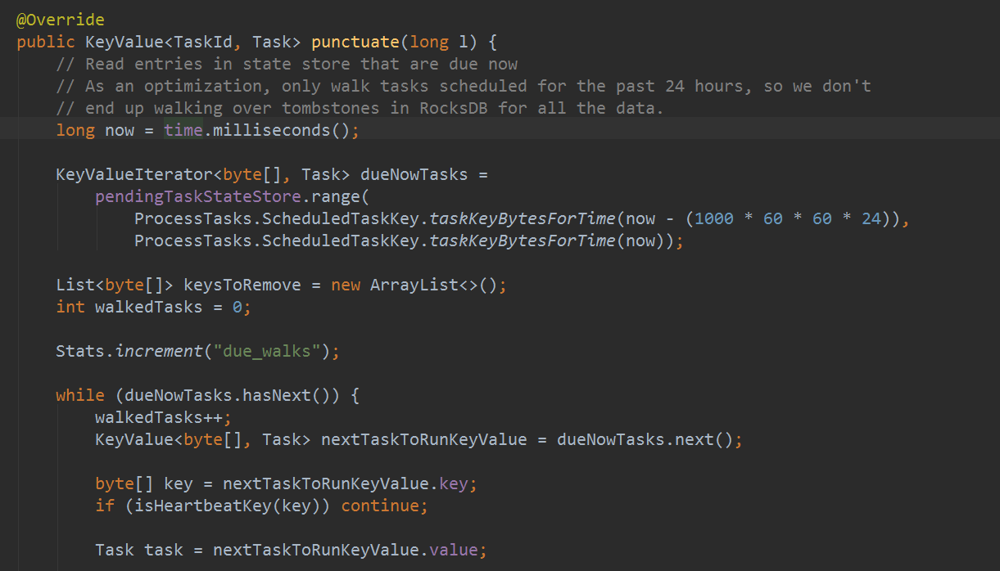 @Override
public KeyValue<TaskId, Task> punctuate(long l) {
// Read entries in state store that are due now
// As an optimization, only walk tasks scheduled for the past 24 hours, so we don't
// end up walking over tombstones in RocksDB for all the data.
long now = time.milliseconds();
KeyValueIterator<byte[], Task> dueNowTasks =
pendingTaskStateStore.range(
ProcessTasks.ScheduledTaskKey.taskKeyBytesForTime(now - (1000 * 60 * 60 * 24)),
ProcessTasks.ScheduledTaskKey.taskKeyBytesForTime(now));
List<byte[]> keysToRemove = new ArrayList<>();
int walkedTasks = 0;
Stats.increment("due_walks");
while (dueNowTasks.hasNext()) {
walkedTasks++;
KeyValue<byte[], Task> nextTaskToRunKeyValue = dueNowTasks.next();
byte[] key = nextTaskToRunKeyValue.key;
if (isHeartbeatKey(key)) continue;
Task task = nextTaskToRunKeyValue.value;